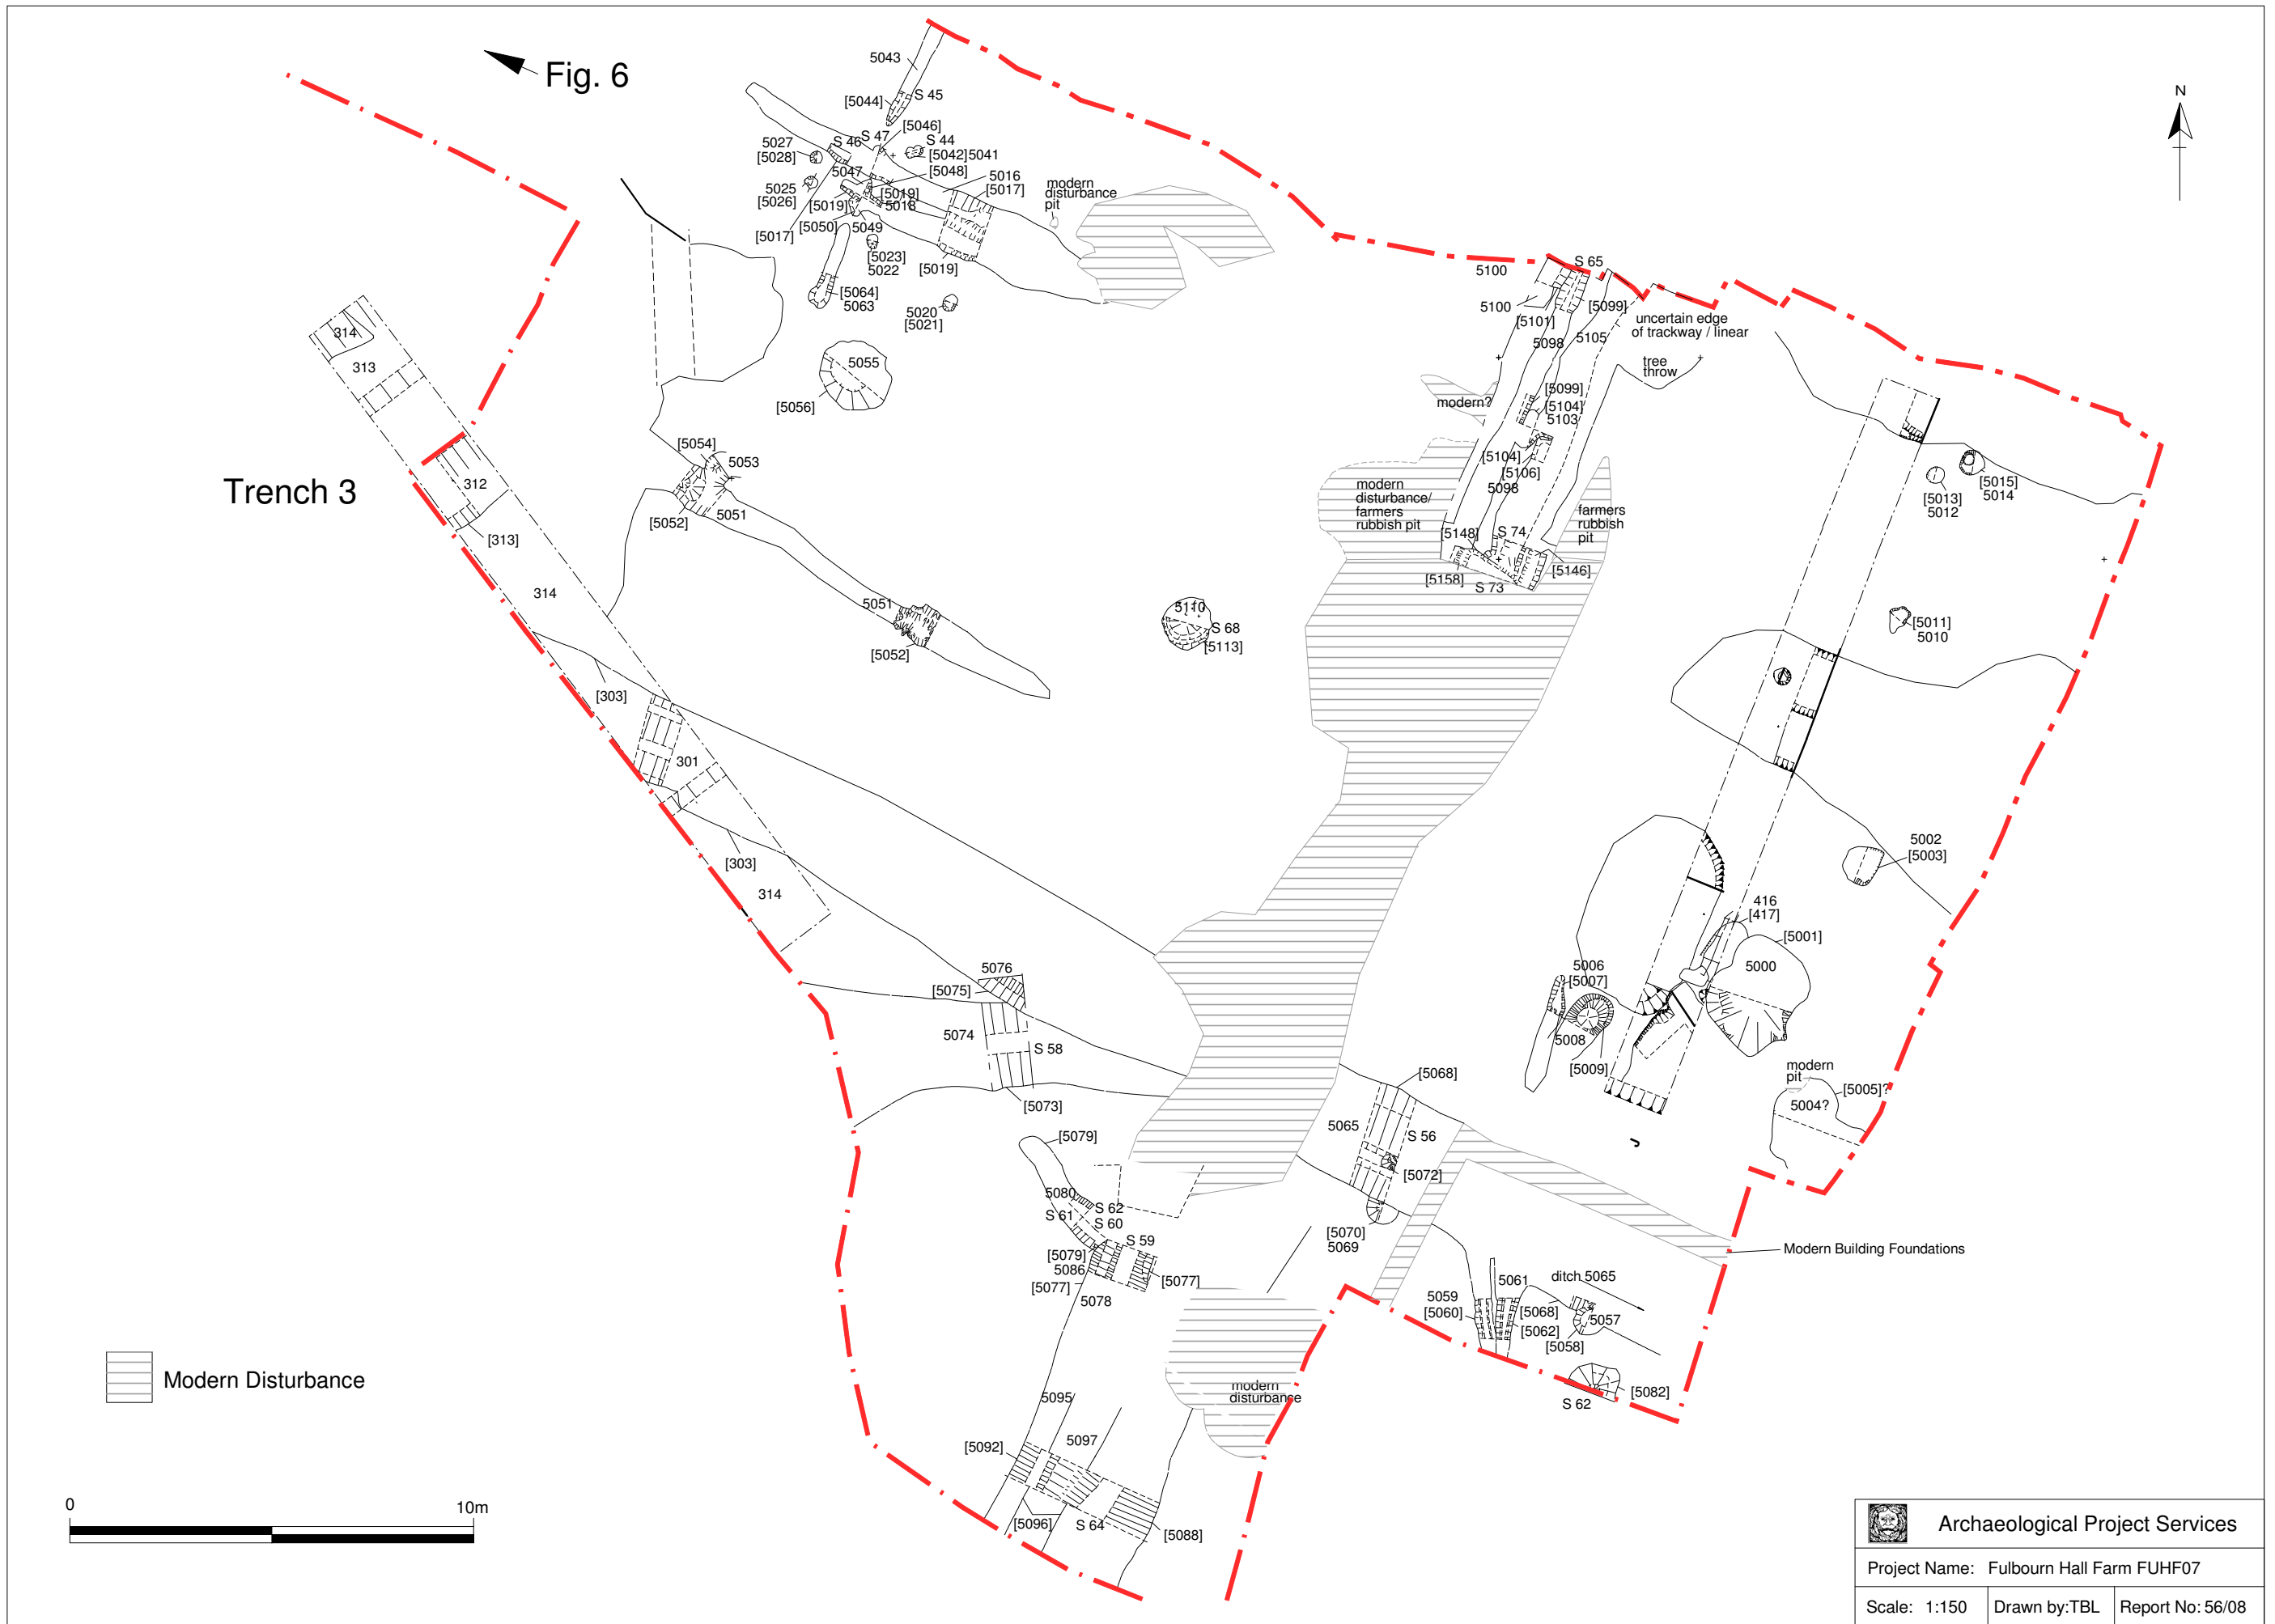 Fig. 6
N
5043
[5044]
S 45
[5046]
S 47
S 46
S 44
5027
[5028]
[5042]5041
[5048]
5047
5016
[5017]
5025
[5026]
[5019]
5018
[5019]
[5050]
5049
[5017]
[5023]
5022
[5019]
modern
disturbance
pit
[5064]
5063
5020
[5021]
5100
S 65
5100
[5099]
[5101]
uncertain edge
of trackway / linear
5098
5105
tree
throw
314
313
5055
[5056]
modern?
[5099]
[5104]
5103
[5054]
5053
[5104]
[5106]
5098
Trench 3
312
[313]
[5052]
5051
modern
disturbance/
farmers
rubbish pit
farmers
rubbish
pit
[5013]
5012
[5015]
5014
[5148]
S 74
[5158]
S 73
[5146]
314
5051
[5052]
5110
S 68
[5113]
[5011]
5010
[303]
301
[303]
314
5002
[5003]
416
[417]
[5001]
5000
5006
[5007]
5008
[5009]
5076
[5075]
5074
S 58
[5073]
[5068]
5065
S 56
[5072]
modern
pit
[5005]?
5004?
[5079]
5080
S 62
S 61
S 60
S 59
[5079]
5086
[5077]
[5077]
5078
[5070]
5069
Modern Building Foundations
5061
ditch 5065
5059
[5060]
[5068]
[5062]
5057
[5058]
[5082]
S 62
Modern Disturbance
modern
disturbance
5095
5097
[5092]
[5096]
S 64
[5088]
0
10m
Archaeological Project Services
Project Name: Fulbourn Hall Farm FUHF07
Scale: 1:150
Drawn by:TBL
Report No: 56/08